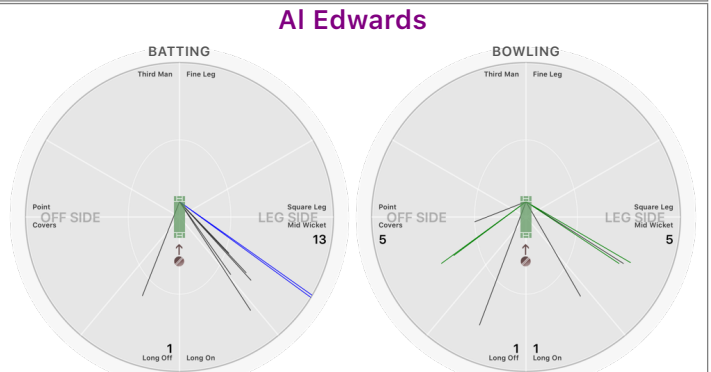 Al Edwards
BATTING
Third Man
Fine Leg
Point
OFF SIDE
Covers
Square Leg
LEG SIDE
Mid Wicket
13
1
Long Off
Long On
BOWLING
Third Man
Fine Leg
Point
OFF SIDE
Covers
5
Square Leg
LEG SIDE
Mid Wicket
5
1
1
Long Off
Long On